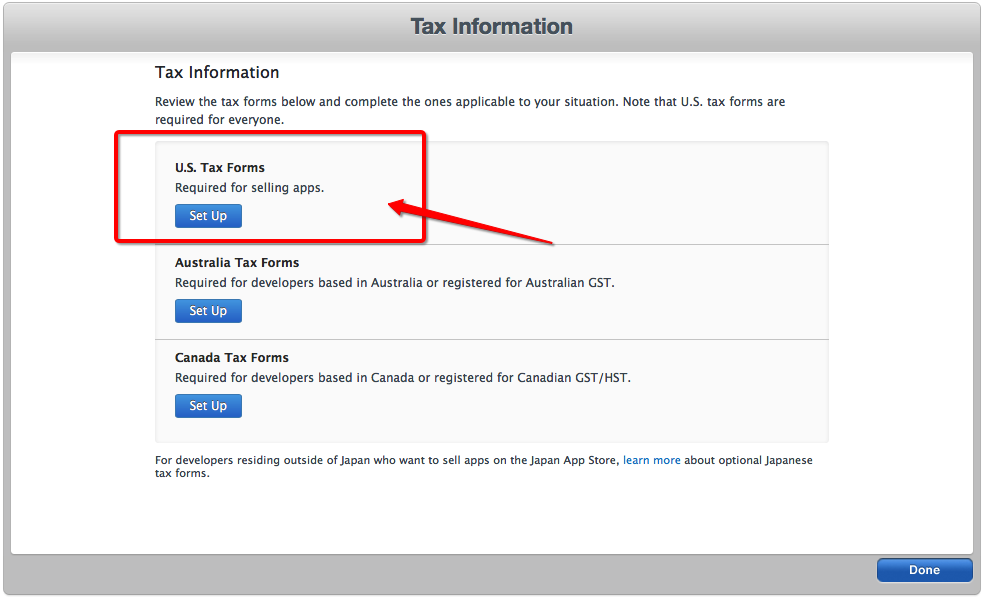 Tax Information
Tax Information
Review the tax forms below and complete the ones applicable to your situation. Note that U.S. tax forms are
required for everyone.
U.S. Tax Forms
Required for selling apps.
Set Up
Australia Tax Forms
Required for developers based in Australia or registered for Australian GST.
Set Up
Canada Tax Forms
Required for developers based in Canada or registered for Canadian GST/HST.
Set Up
For developers residing outside of Japan who want to sell apps on the Japan App Store, learn more about optional Japanese
tax forms.
Done